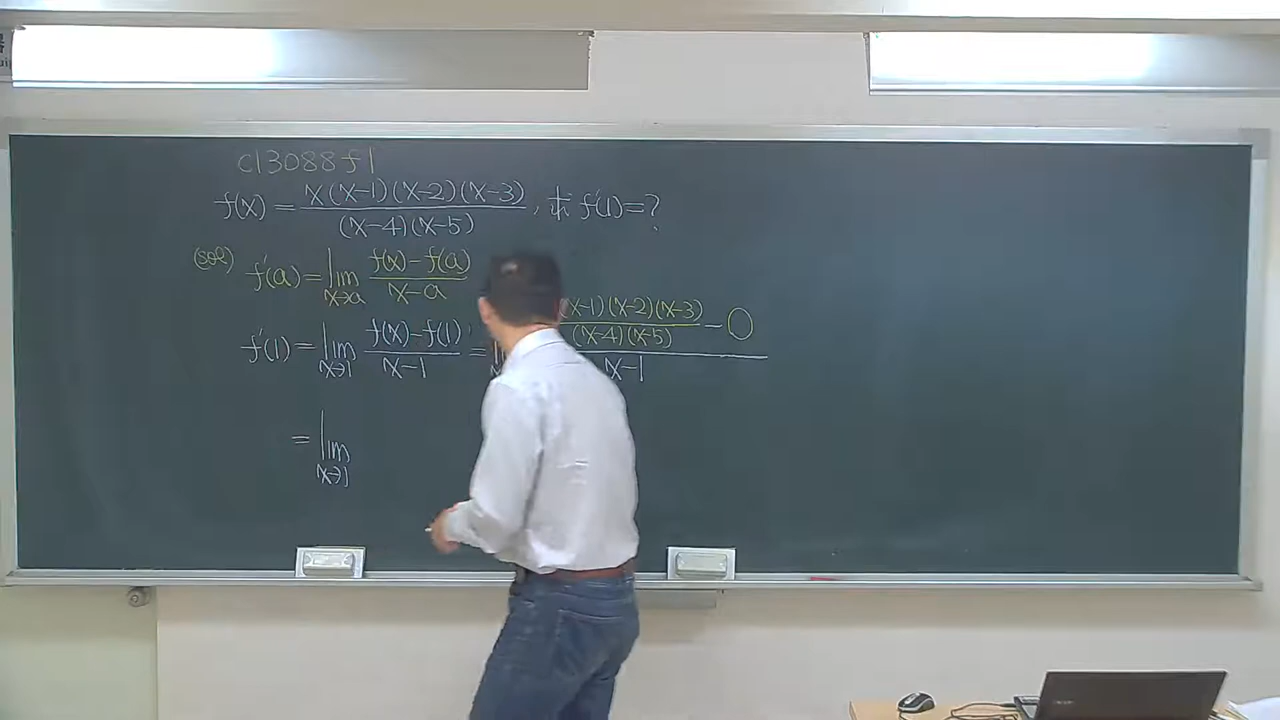 c13088f1
f(x) = x(x-1)(x-2)(x-3) / (x-4)(x-5) , 求 f'(1) = ?
(sol) f'(a) = lim x→a f(x)-f(a) / x-a
f'(1) = lim x→1 f(x)-f(1) / x-1 = (x-1)(x-2)(x-3) / (x-4)(x-5) - 0 / x-1
= lim x→1